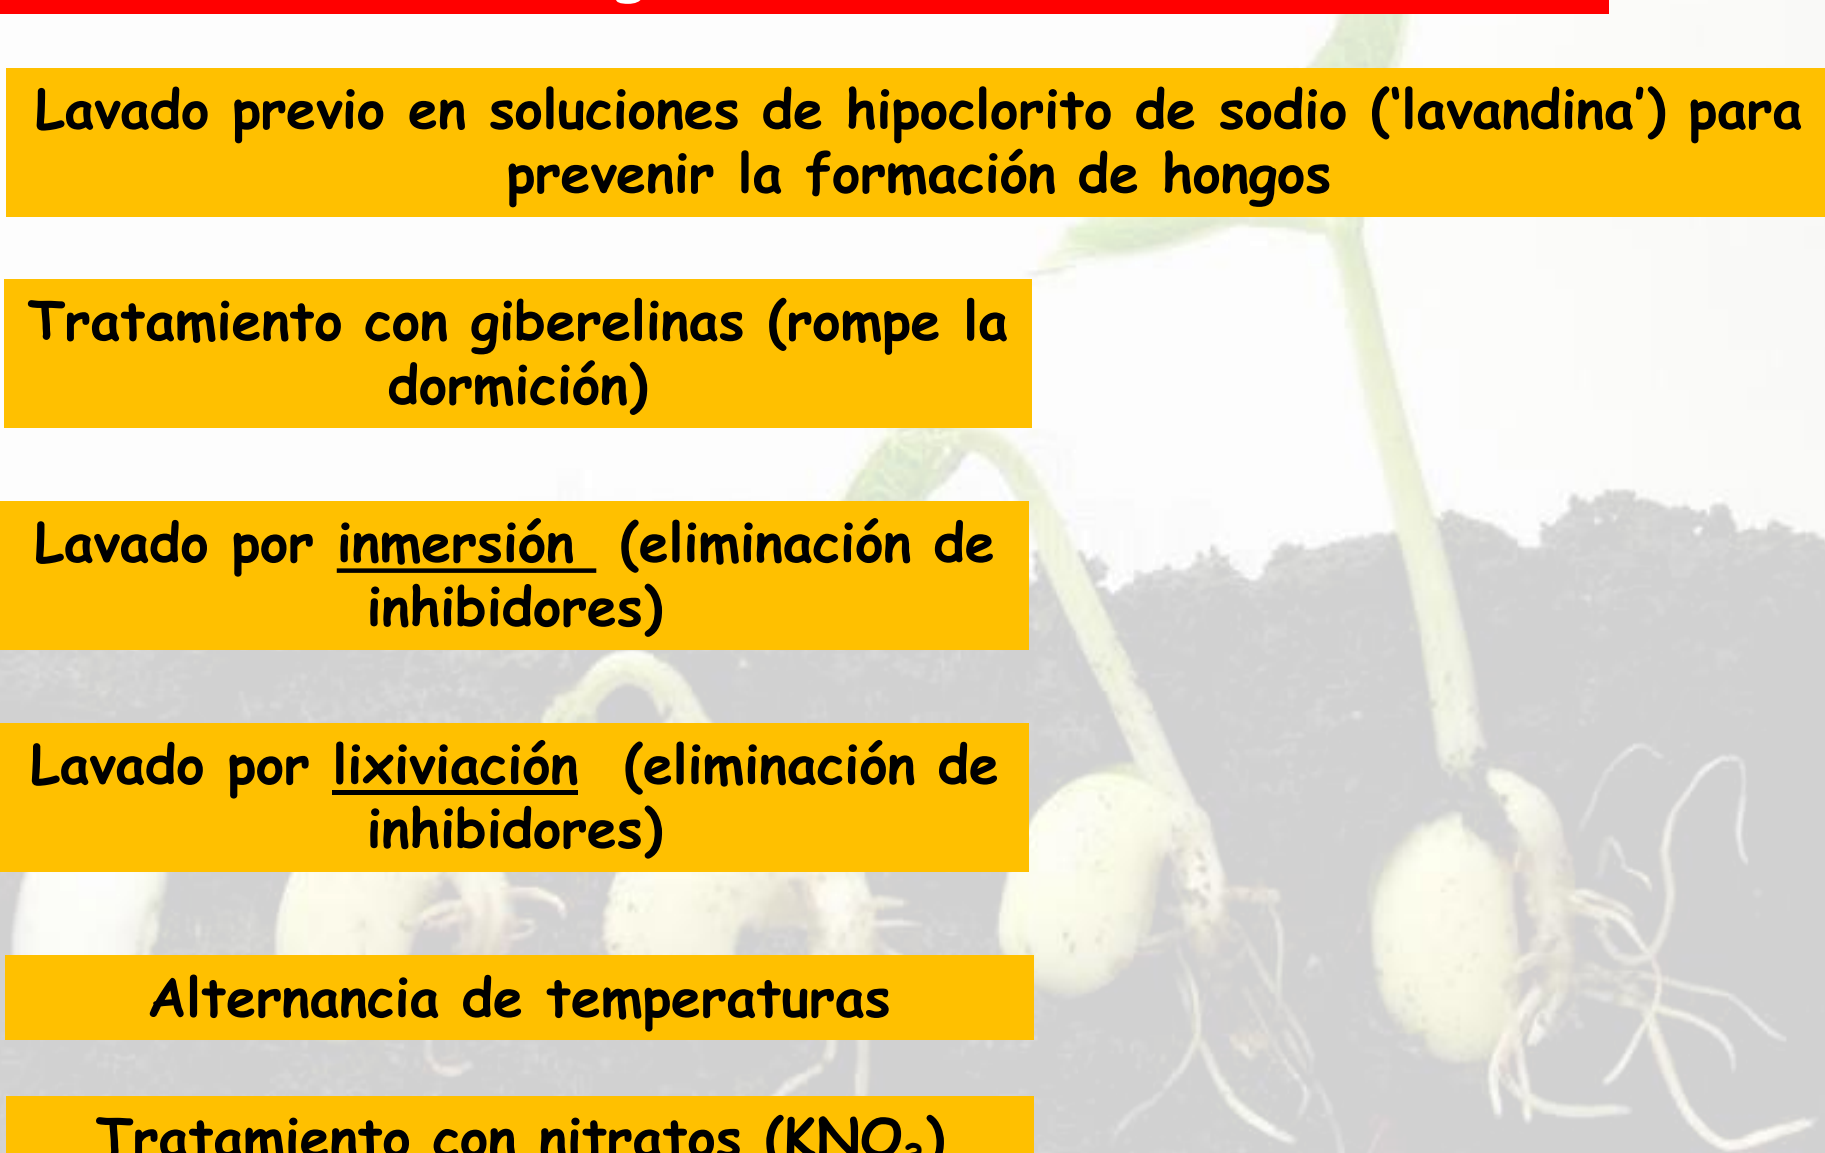 Lavado previo en soluciones de hipoclorito de sodio (‘lavandina’) para
prevenir la formación de hongos
Tratamiento con giberelinas (rompe la
dormición)
Lavado por inmersión (eliminación de
inhibidores)
Lavado por lixiviación (eliminación de
inhibidores)
Alternancia de temperaturas
Tratamiento con nitratos (KNO₃)